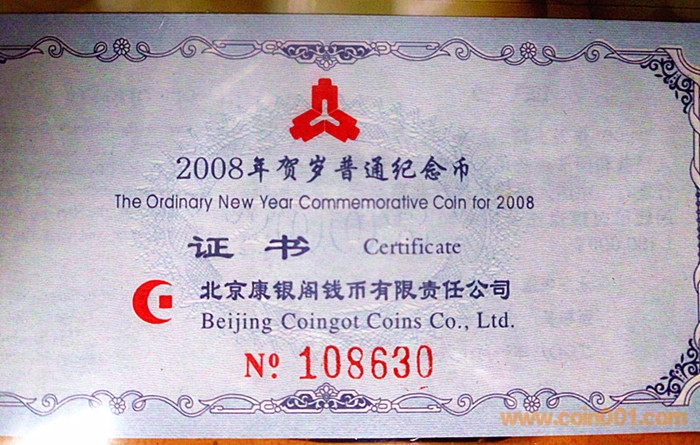 2008年贺岁普通纪念币
The Ordinary New Year Commemorative Coin for 2008
证书 Certificate
北京康银阁钱币有限责任公司
Beijing Coingot Coins Co., Ltd.
№ 108630
www.coin001.com